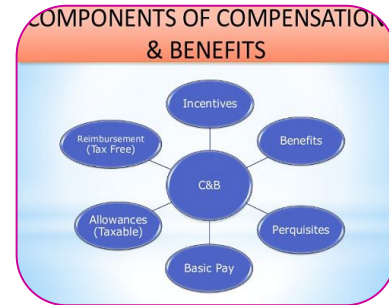 COMPONENTS OF COMPENSATION
& BENEFITS
Incentives
Reimbursement
(Tax Free)
Benefits
C&B
Allowances
(Taxable)
Perquisites
Basic Pay